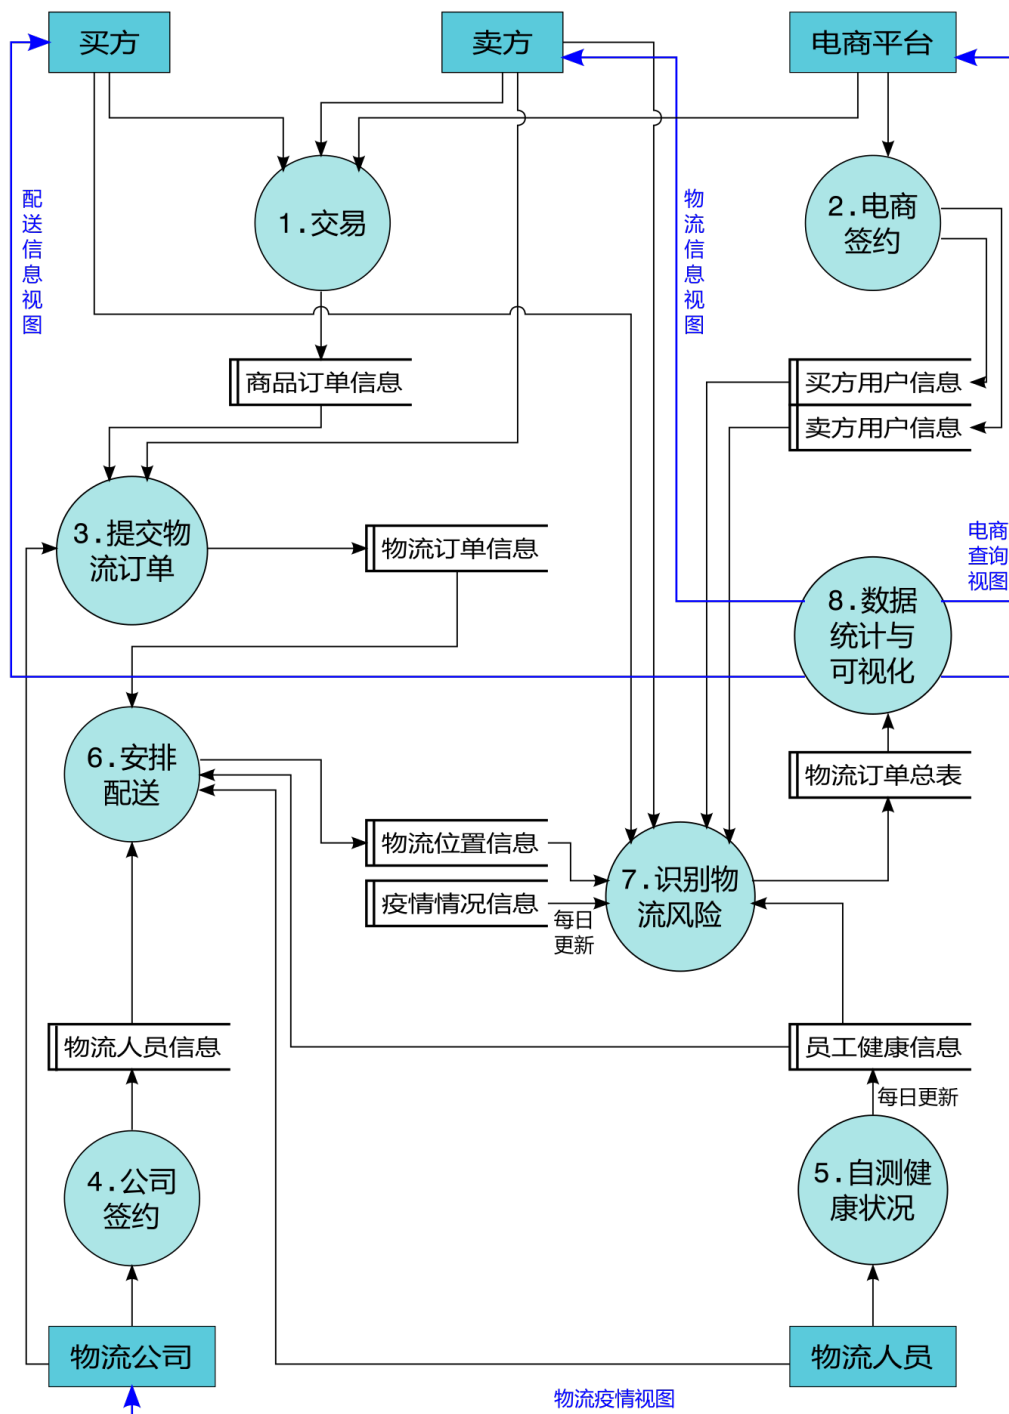 买方
卖方
电商平台
配送信息视图
物流信息视图
1.交易
2.电商
签约
商品订单信息
买方用户信息
卖方用户信息
3.提交物
流订单
物流订单信息
电商
查询
视图
8.数据
统计与
可视化
6.安排
配送
物流订单总表
物流位置信息
疫情情况信息
每日
更新
7.识别物
流风险
物流人员信息
员工健康信息
每日更新
4.公司
签约
5.自测健
康状况
物流公司
物流人员
物流疫情视图